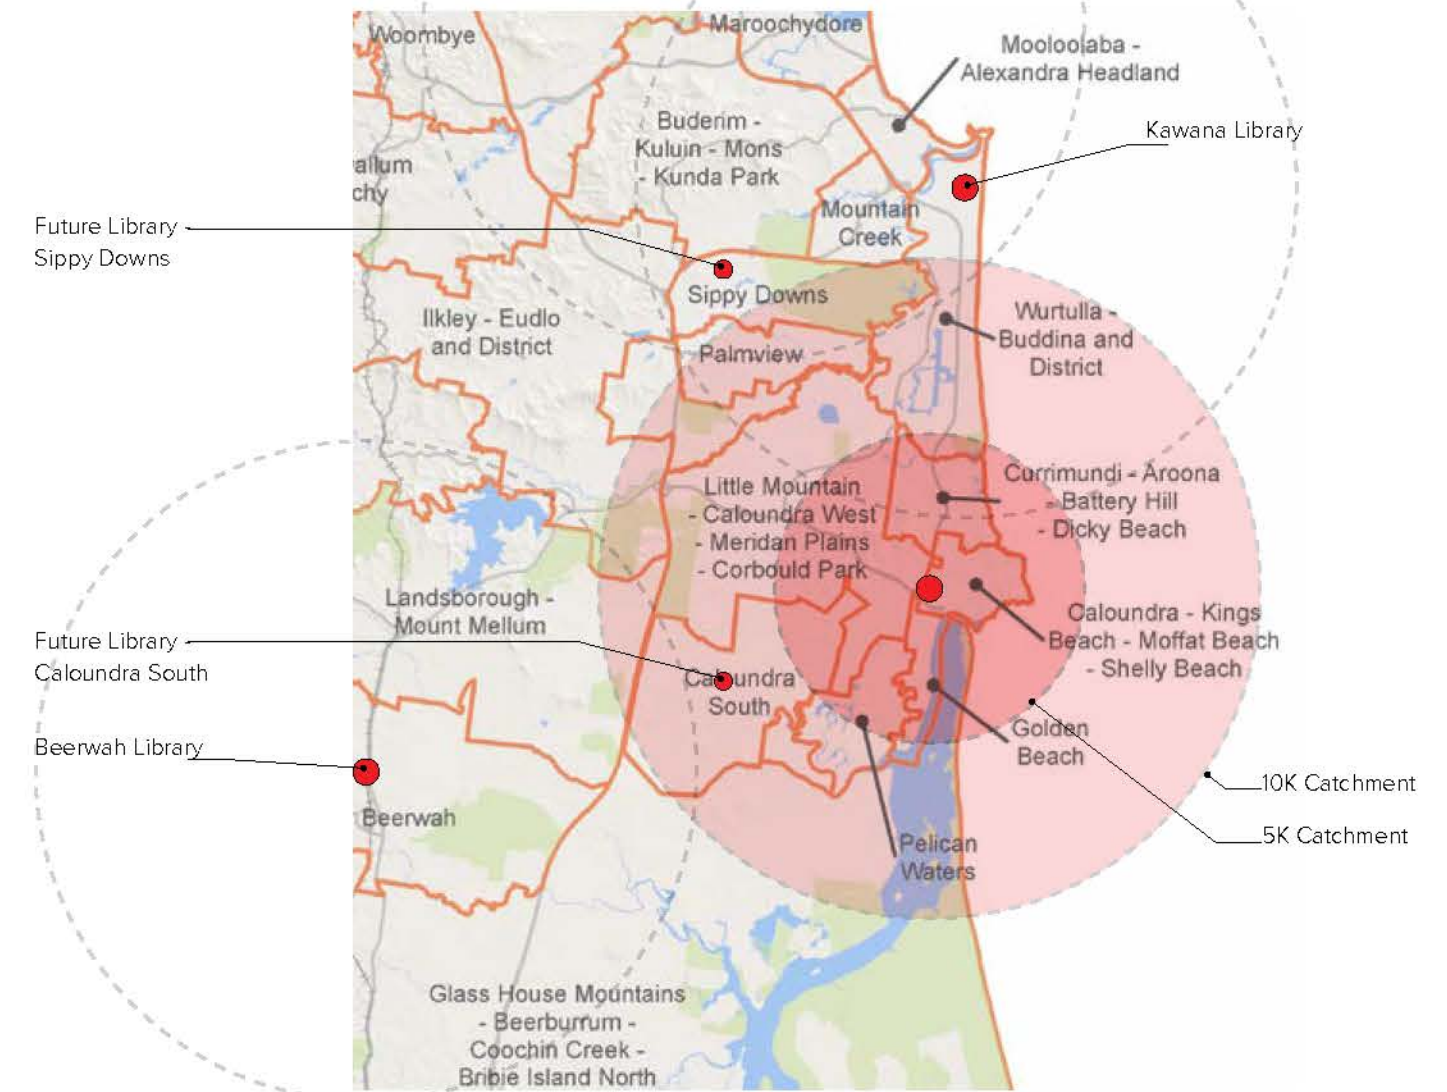 Woombye
Maroochydore
Mooloolaba -
Alexandra Headland
Buderim -
Kuluin - Mons
- Kunda Park
Kawana Library
allum
chy
Mountain
Creek
Future Library -
Sippy Downs
Sippy Downs
Ilkley - Eudlo
and District
Wurtulla -
Buddina and
District
Palmview
Little Mountain
- Caloundra West
- Meridan Plains
- Corbould Park
Currimundi - Aroona
- Battery Hill
- Dicky Beach
Landsborough -
Mount Mellum
Caloundra - Kings
Beach - Moffat Beach
- Shelly Beach
Future Library -
Caloundra South
Caloundra
South
Golden
Beach
Beerwah Library
10K Catchment
Beerwah
5K Catchment
Pelican
Waters
Glass House Mountains
- Beerburrum -
Coochin Creek -
Bribie Island North